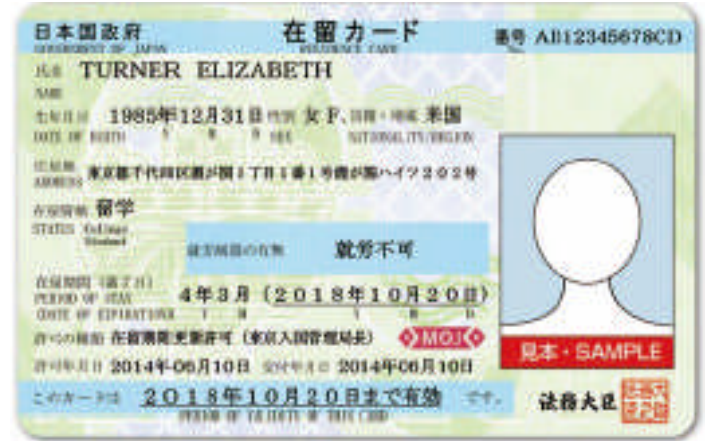 日本国政府 在留カード 番号 AB12345678CD
GOVERNMENT OF JAPAN RESIDENCE CARD
氏名 TURNER ELIZABETH
NAME
生年月日 1985年12月31日 性別 女 F. 国籍・地域 米国
DATE OF BIRTH Y M D SEX NATIONALITY/REGION
住居地 東京都千代田区霞が関1丁目1番1号霞が関ハイツ202号
ADDRESS
在留資格 留学
STATUS College
Student
就労制限の有無 就労不可
在留期間(満了日) 4年3月(2018年10月20日)
PERIOD OF STAY
(DATE OF EXPIRATION) Y M Y M D
許可の種類 在留期間更新許可(東京入国管理局長) MOJ
許可年月日 2014年06月10日 交付年月日 2014年06月10日
見本・SAMPLE
このカードは 2018年10月20日まで有効 です。
PERIOD OF VALIDITY OF THIS CARD
法務大臣